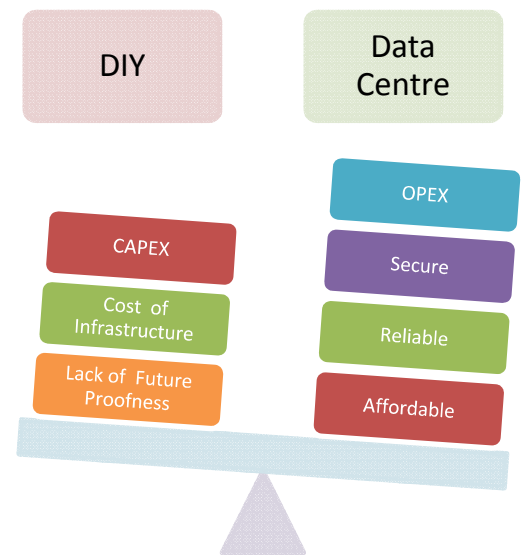 DIY
Data
Centre
CAPEX
Cost of
Infrastructure
Lack of Future
Proofness
OPEX
Secure
Reliable
Affordable